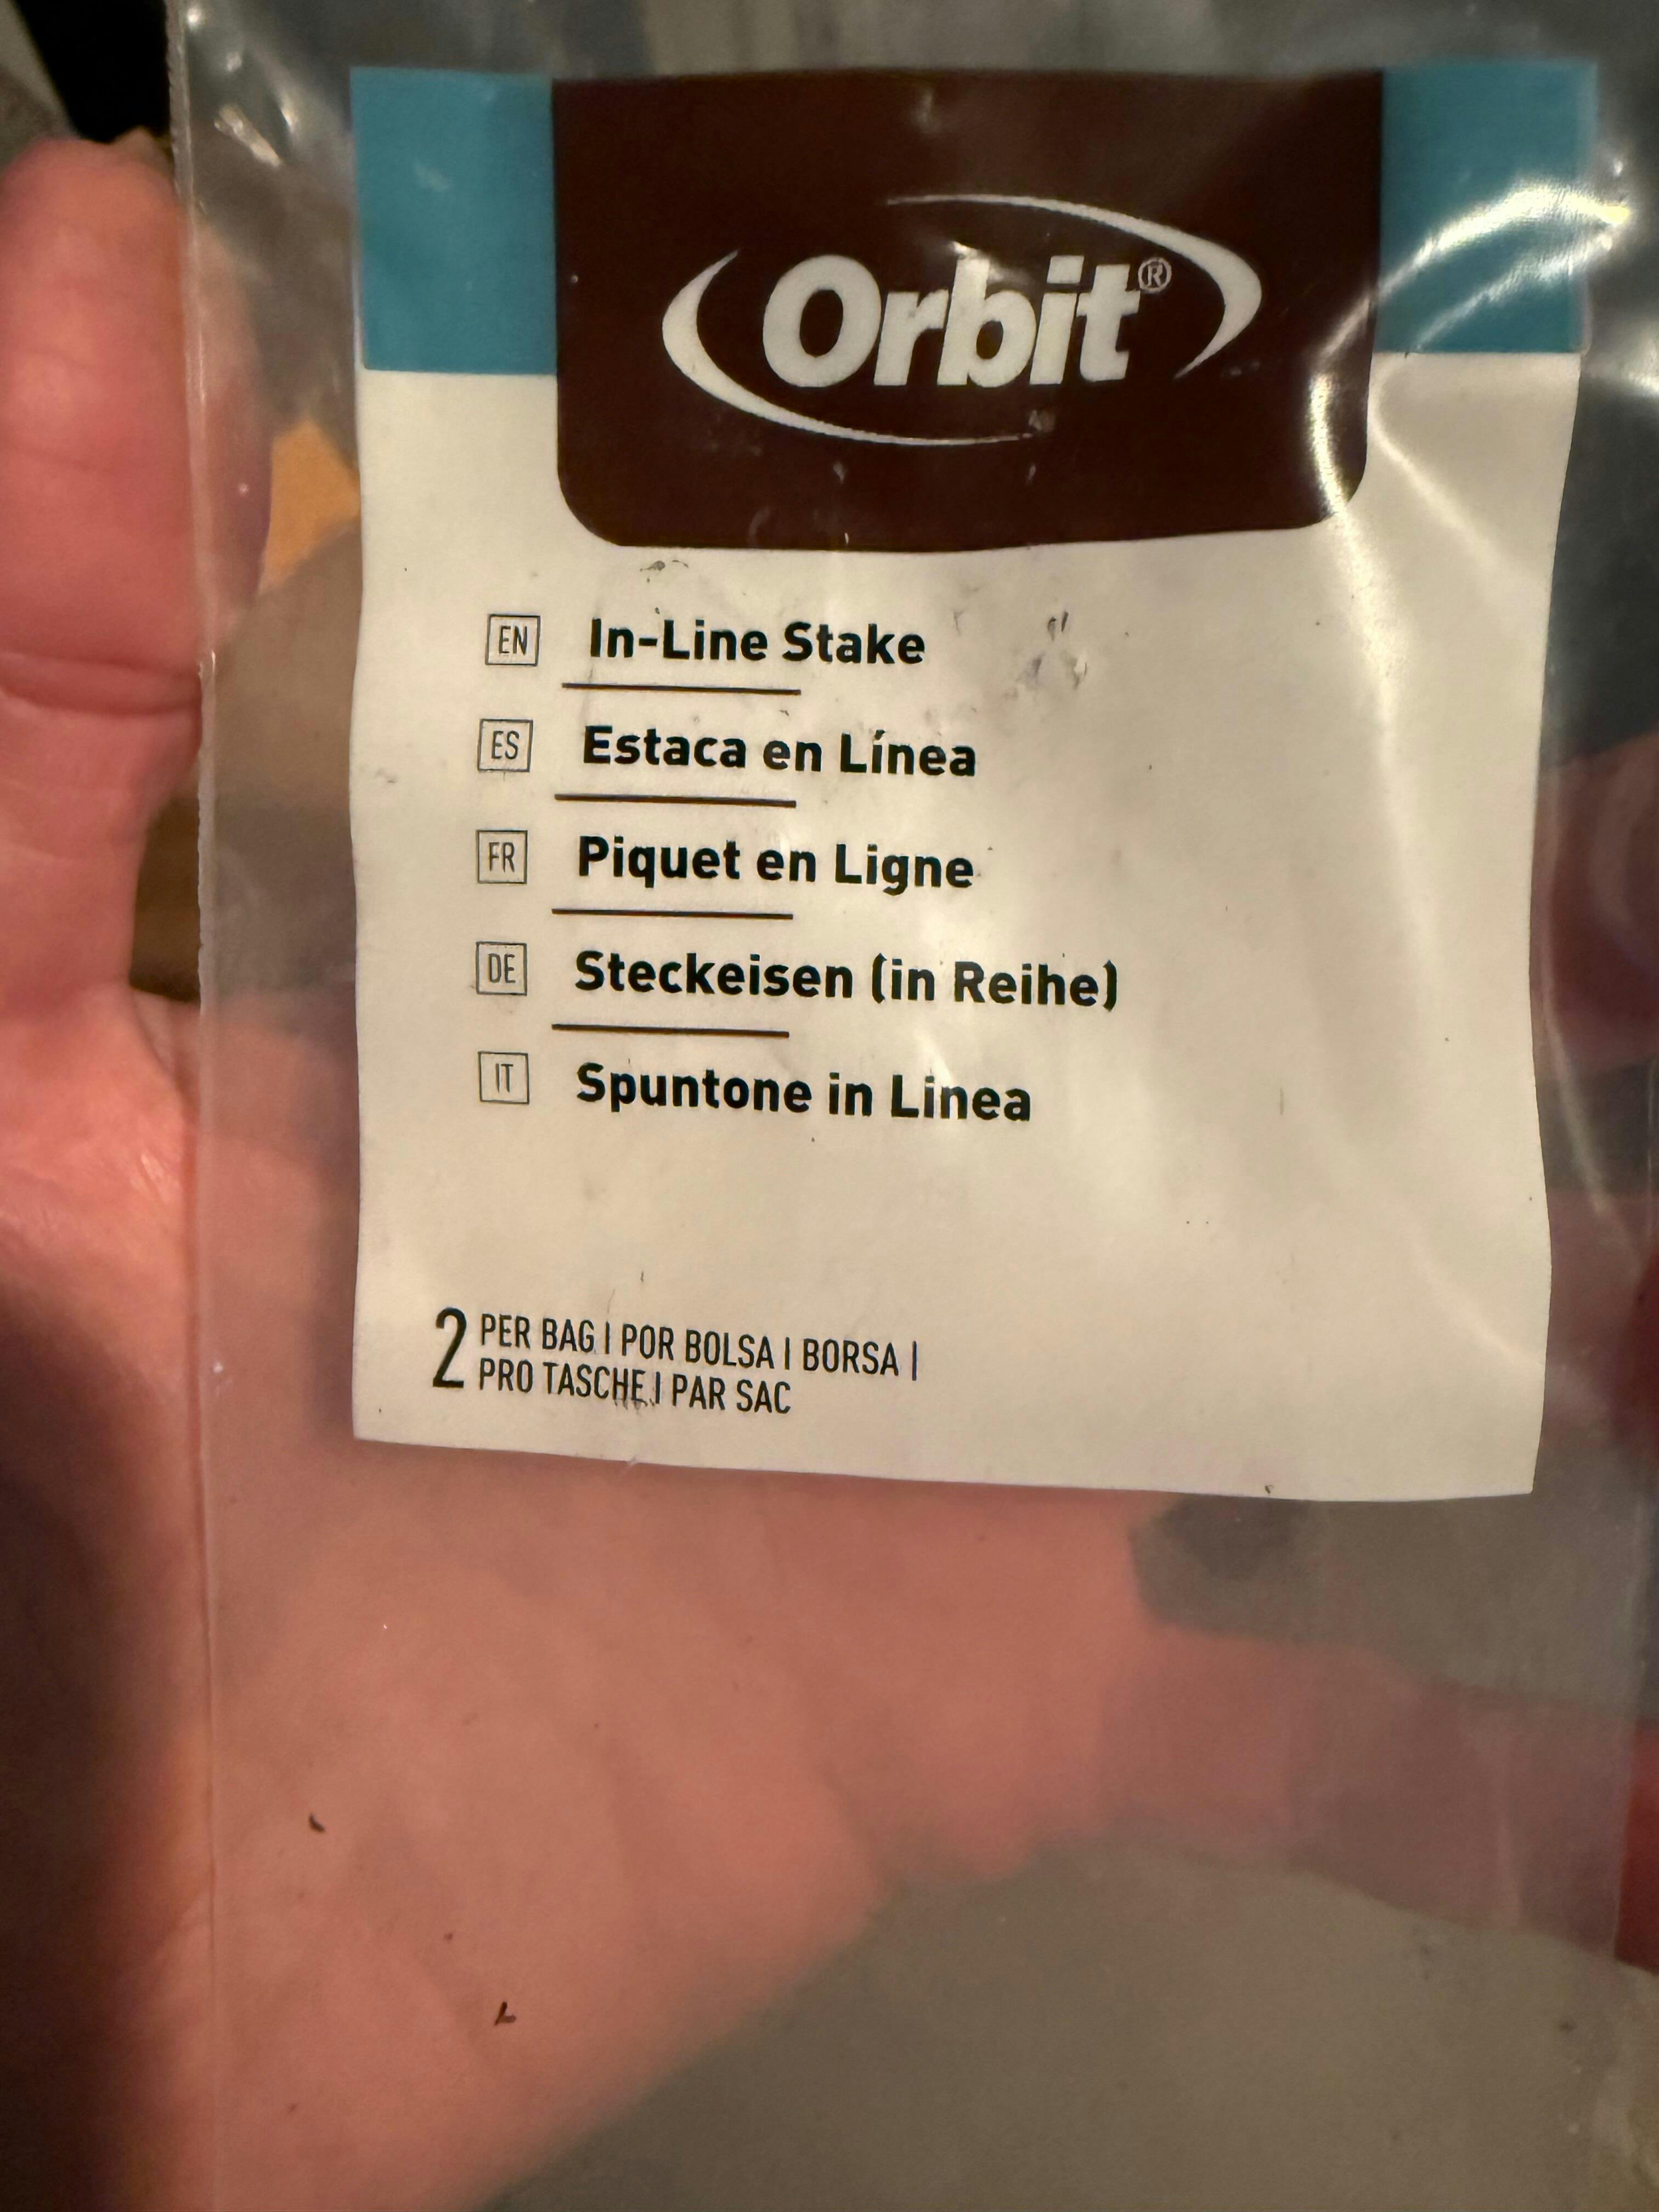 Orbit®
EN In-Line Stake
ES Estaca en Línea
FR Piquet en Ligne
DE Steckeisen (in Reihe)
IT Spuntone in Linea
2 PER BAG | POR BOLSA | BORSA |
PRO TASCHE | PAR SAC